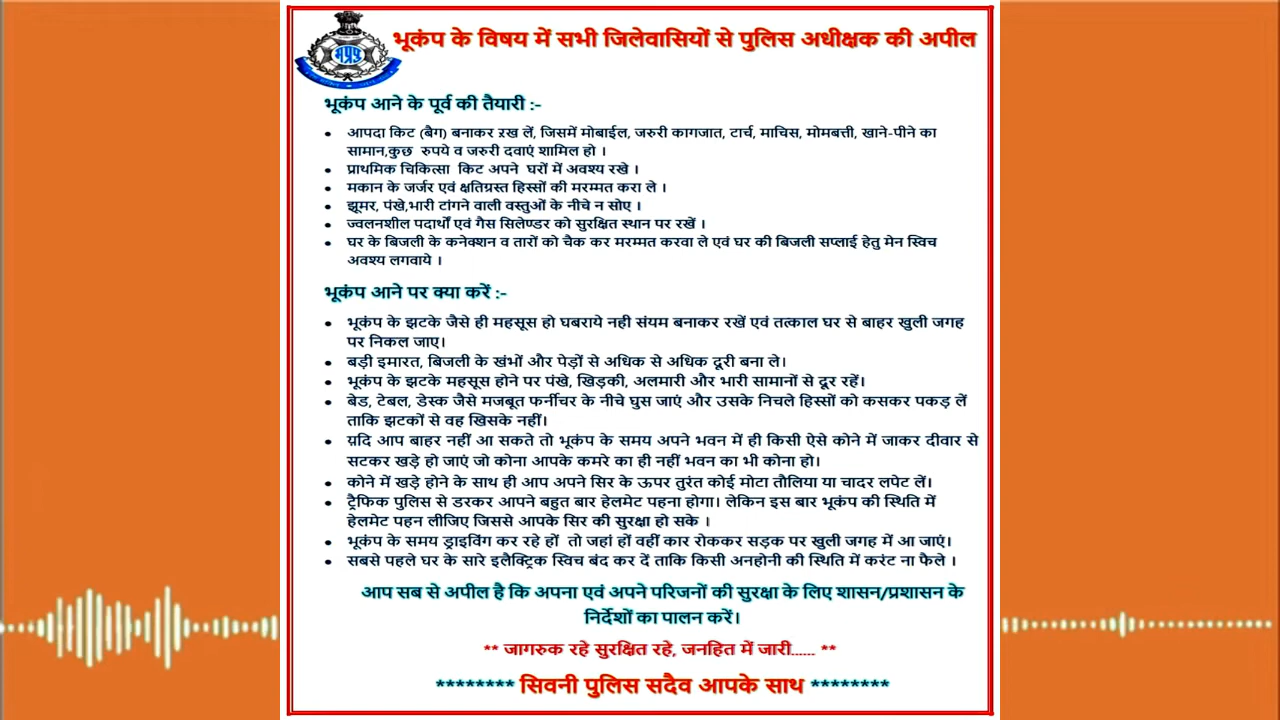 मप्रपु
भूकंप के विषय में सभी जिलेवासियों से पुलिस अधीक्षक की अपील
भूकंप आने के पूर्व की तैयारी :-
• आपदा किट (बैग) बनाकर ऱख लें, जिसमें मोबाईल, जरुरी कागजात, टार्च, माचिस, मोमबत्ती, खाने-पीने का
सामान,कुछ रुपये व जरुरी दवाएं शामिल हो ।
• प्राथमिक चिकित्सा किट अपने घरों में अवश्य रखे ।
• मकान के जर्जर एवं क्षतिग्रस्त हिस्सों की मरम्मत करा ले ।
• झूमर, पंखे,भारी टांगने वाली वस्तुओं के नीचे न सोए ।
• ज्वलनशील पदार्थों एवं गैस सिलेण्डर को सुरक्षित स्थान पर रखें ।
• घर के बिजली के कनेक्शन व तारों को चैक कर मरम्मत करवा ले एवं घर की बिजली सप्लाई हेतु मेन स्विच
अवश्य लगवाये ।
भूकंप आने पर क्या करें :-
• भूकंप के झटके जैसे ही महसूस हो घबराये नही संयम बनाकर रखें एवं तत्काल घर से बाहर खुली जगह
पर निकल जाए।
• बड़ी इमारत, बिजली के खंभों और पेड़ों से अधिक से अधिक दूरी बना ले।
• भूकंप के झटके महसूस होने पर पंखे, खिड़की, अलमारी और भारी सामानों से दूर रहें।
• बेड, टेबल, डेस्क जैसे मजबूत फर्नीचर के नीचे घुस जाएं और उसके निचले हिस्सों को कसकर पकड़ लें
ताकि झटकों से वह खिसके नहीं।
• य़दि आप बाहर नहीं आ सकते तो भूकंप के समय अपने भवन में ही किसी ऐसे कोने में जाकर दीवार से
सटकर खड़े हो जाएं जो कोना आपके कमरे का ही नहीं भवन का भी कोना हो।
• कोने में खड़े होने के साथ ही आप अपने सिर के ऊपर तुरंत कोई मोटा तौलिया या चादर लपेट लें।
• ट्रैफिक पुलिस से डरकर आपने बहुत बार हेलमेट पहना होगा। लेकिन इस बार भूकंप की स्थिति में
हेलमेट पहन लीजिए जिससे आपके सिर की सुरक्षा हो सके ।
• भूकंप के समय ड्राइविंग कर रहे हों तो जहां हों वहीं कार रोककर सड़क पर खुली जगह में आ जाएं।
• सबसे पहले घर के सारे इलैक्ट्रिक स्विच बंद कर दें ताकि किसी अनहोनी की स्थिति में करंट ना फैले ।
आप सब से अपील है कि अपना एवं अपने परिजनों की सुरक्षा के लिए शासन/प्रशासन के
निर्देशों का पालन करें।
** जागरुक रहे सुरक्षित रहे, जनहित में जारी...... **
******** सिवनी पुलिस सदैव आपके साथ ********